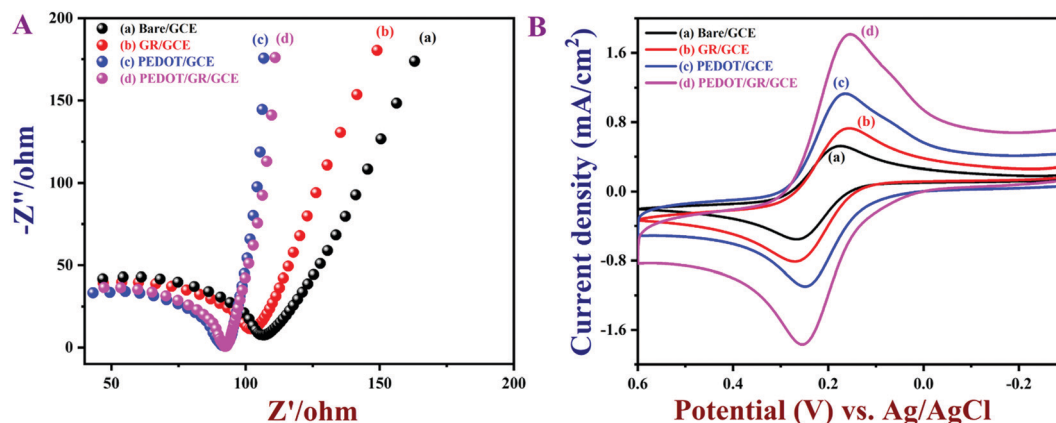 A
(a) Bare/GCE
(b) GR/GCE
(c) PEDOT/GCE
(d) PEDOT/GR/GCE
(c)
(d)
(b)
(a)
200
150
100
50
0
-Z''/ohm
50
100
150
200
Z'/ohm
B
(a) Bare/GCE
(b) GR/GCE
(c) PEDOT/GCE
(d) PEDOT/GR/GCE
(d)
(c)
(b)
(a)
1.6
0.8
0.0
-0.8
-1.6
Current density (mA/cm²)
0.6
0.4
0.2
0.0
-0.2
Potential (V) vs. Ag/AgCl